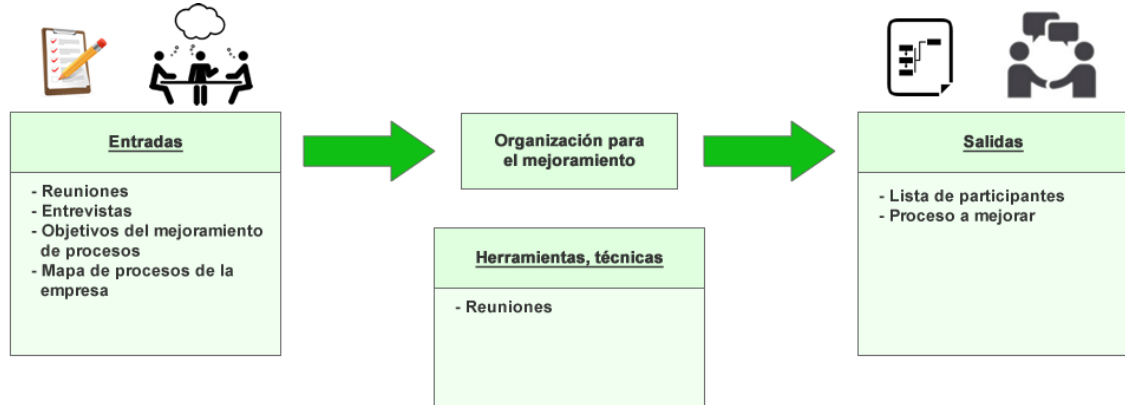 Entradas
- Reuniones
- Entrevistas
- Objetivos del mejoramiento
de procesos
- Mapa de procesos de la
empresa
Organización para
el mejoramiento
Herramientas, técnicas
- Reuniones
Salidas
- Lista de participantes
- Proceso a mejorar